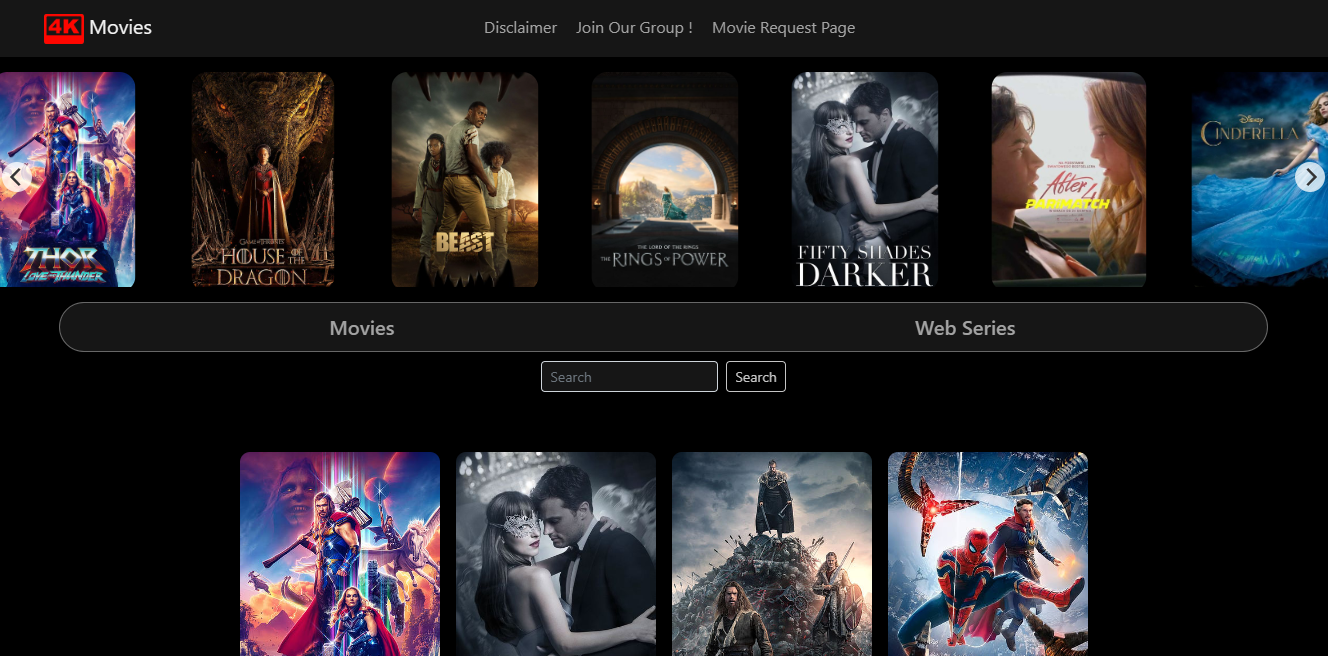 4K Movies
Disclaimer Join Our Group ! Movie Request Page
THOR
LOVE AND THUNDER
GAME OF THRONES
HOUSE OF THE
DRAGON
BEAST
THE LORD OF THE RINGS
THE RINGS OF POWER
FIFTY SHADES
DARKER
After
PARIMATCH
DISNEY
CINDERELLA
Movies Web Series
Search Search